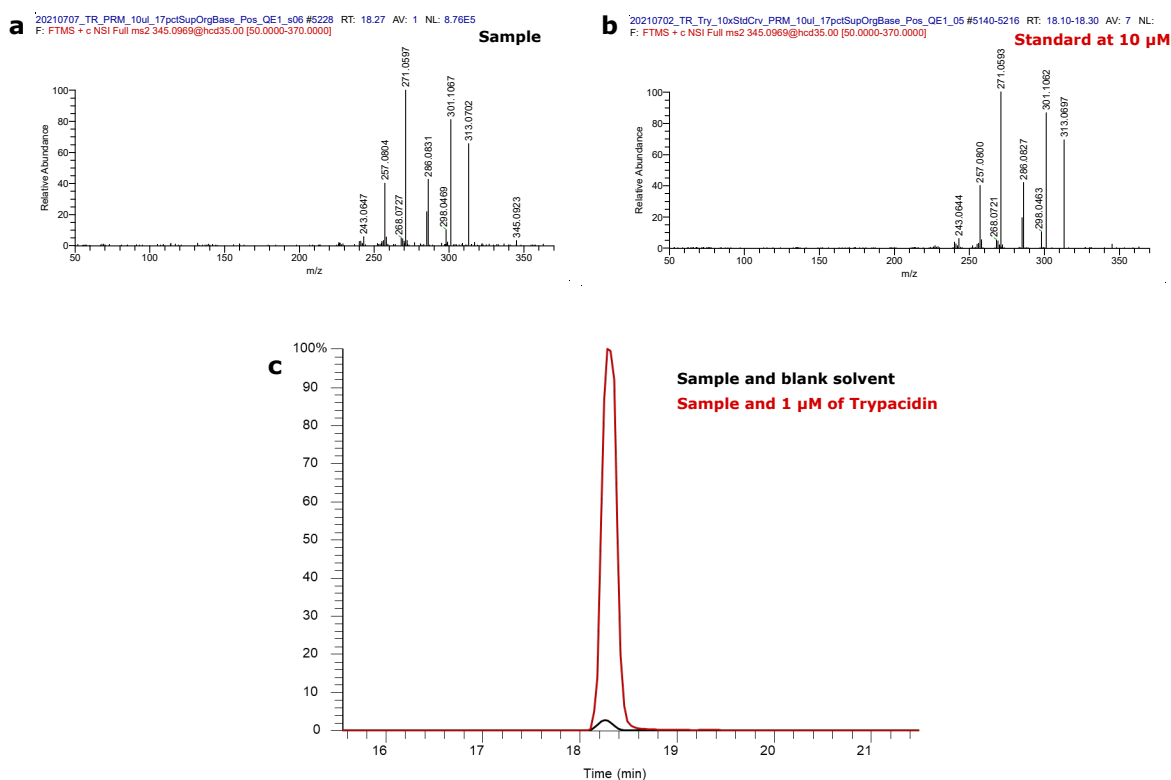 a
20210707_TR_PRM_10ul_17pctSupOrgBase_Pos_QE1_s06 #5228 RT: 18.27 AV: 1 NL: 8.76E5
F: FTMS + c NSI Full ms2 345.0969@hcd35.00 [50.0000-370.0000]
Sample
Relative Abundance
100
80
60
40
20
0
243.0647
257.0804
268.0727
271.0597
286.0831
298.0469
301.1067
313.0702
345.0923
50 100 150 200 250 300 350
m/z
b
20210702_TR_Try_10xStdCrv_PRM_10ul_17pctSupOrgBase_Pos_QE1_05 #5140-5216 RT: 18.10-18.30 AV: 7 NL:
F: FTMS + c NSI Full ms2 345.0969@hcd35.00 [50.0000-370.0000]
Standard at 10 µM
Relative Abundance
100
80
60
40
20
0
243.0644
257.0800
268.0721
271.0593
286.0827
298.0463
301.1062
313.0697
50 100 150 200 250 300 350
m/z
c
100%
90
80
70
60
50
40
30
20
10
0
Sample and blank solvent
Sample and 1 µM of Trypacidin
16 17 18 19 20 21
Time (min)